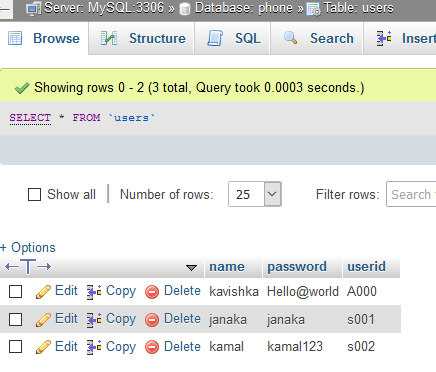 Server: MySQL:3306 » Database: phone » Table: users
Browse Structure SQL Search Insert
Showing rows 0 - 2 (3 total, Query took 0.0003 seconds.)
SELECT * FROM `users`
Show all Number of rows: 25 Filter rows: Search
+ Options
name password userid
Edit Copy Delete kavishka Hello@world A000
Edit Copy Delete janaka janaka s001
Edit Copy Delete kamal kamal123 s002